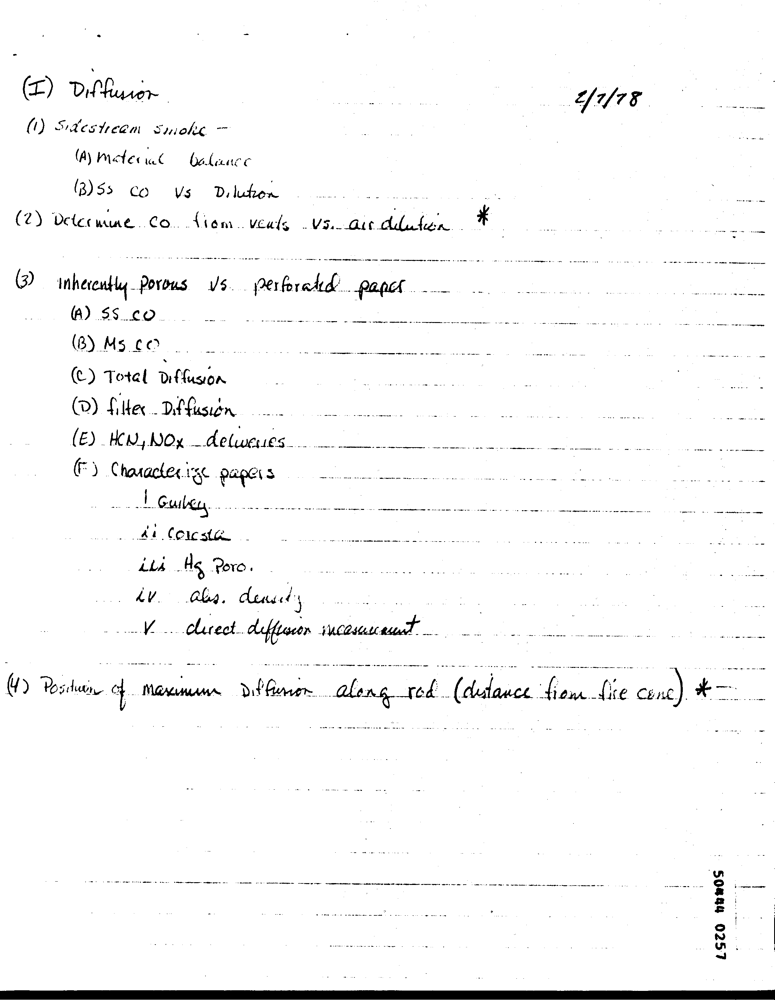 (I) Diffusion
2/7/78
(1) Sidestream smoke -
(A) Material balance
(B) SS CO vs Dilution
(2) Determine CO from vents vs. air dilution *
(3) inherently porous vs perforated paper
(A) SS CO
(B) MS CO
(C) Total Diffusion
(D) filter Diffusion
(E) HCN, NOx deliveries
(F) Characterize papers
i Gurley
ii Coresta
iii Hg Poro.
iv abs. density
V direct diffusion measurement
(4) Position of maximum Diffusion along rod (distance from fire cone) * -
0257